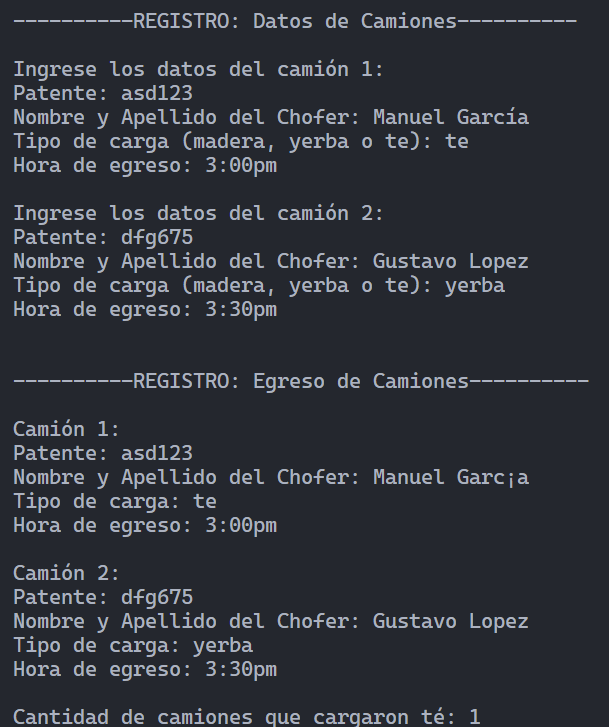 ----------REGISTRO: Datos de Camiones----------
Ingrese los datos del camión 1:
Patente: asd123
Nombre y Apellido del Chofer: Manuel García
Tipo de carga (madera, yerba o te): te
Hora de egreso: 3:00pm
Ingrese los datos del camión 2:
Patente: dfg675
Nombre y Apellido del Chofer: Gustavo Lopez
Tipo de carga (madera, yerba o te): yerba
Hora de egreso: 3:30pm
----------REGISTRO: Egreso de Camiones----------
Camión 1:
Patente: asd123
Nombre y Apellido del Chofer: Manuel Garc¡a
Tipo de carga: te
Hora de egreso: 3:00pm
Camión 2:
Patente: dfg675
Nombre y Apellido del Chofer: Gustavo Lopez
Tipo de carga: yerba
Hora de egreso: 3:30pm
Cantidad de camiones que cargaron té: 1